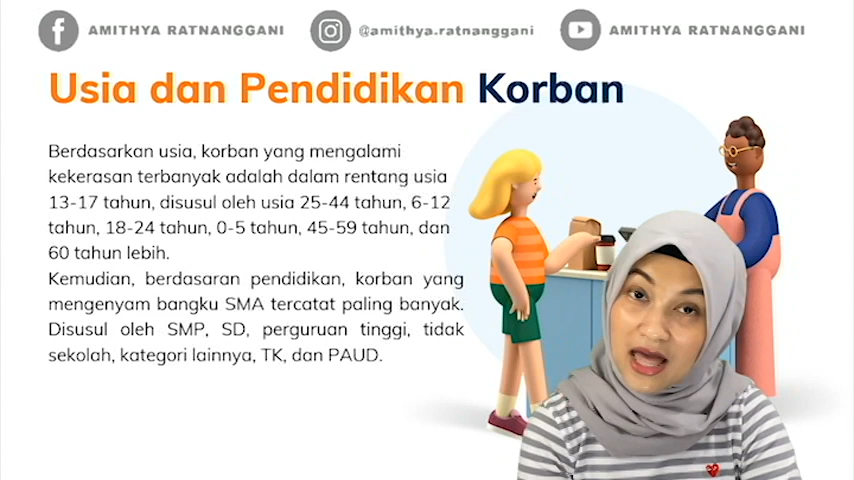 AMITHYA RATNANGGANI @amithya.ratnanggani AMITHYA RATNANGGANI
Usia dan Pendidikan Korban
Berdasarkan usia, korban yang mengalami
kekerasan terbanyak adalah dalam rentang usia
13-17 tahun, disusul oleh usia 25-44 tahun, 6-12
tahun, 18-24 tahun, 0-5 tahun, 45-59 tahun, dan
60 tahun lebih.
Kemudian, berdasaran pendidikan, korban yang
mengenyam bangku SMA tercatat paling banyak.
Disusul oleh SMP, SD, perguruan tinggi, tidak
sekolah, kategori lainnya, TK, dan PAUD.